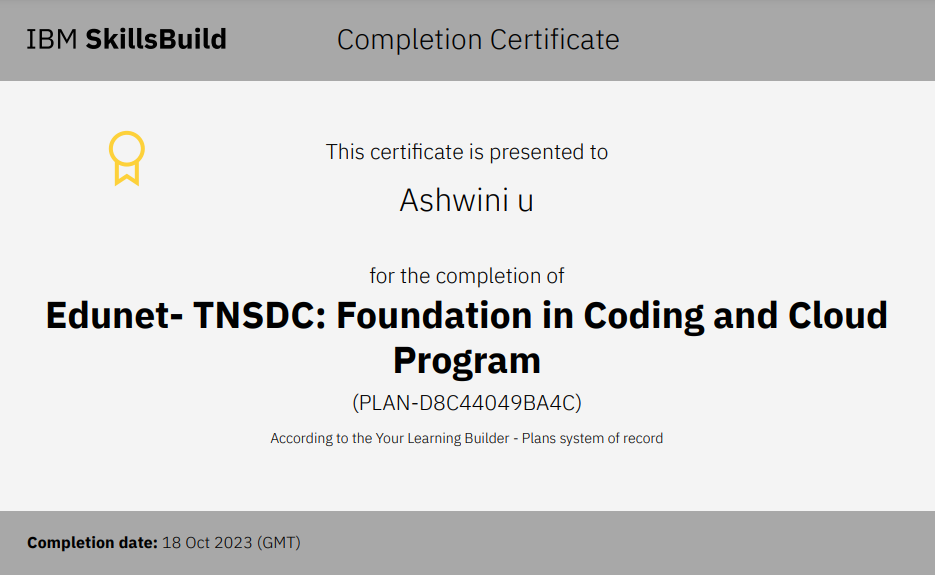 IBM SkillsBuild
Completion Certificate
This certificate is presented to
Ashwini u
for the completion of
Edunet- TNSDC: Foundation in Coding and Cloud
Program
(PLAN-D8C44049BA4C)
According to the Your Learning Builder - Plans system of record
Completion date: 18 Oct 2023 (GMT)